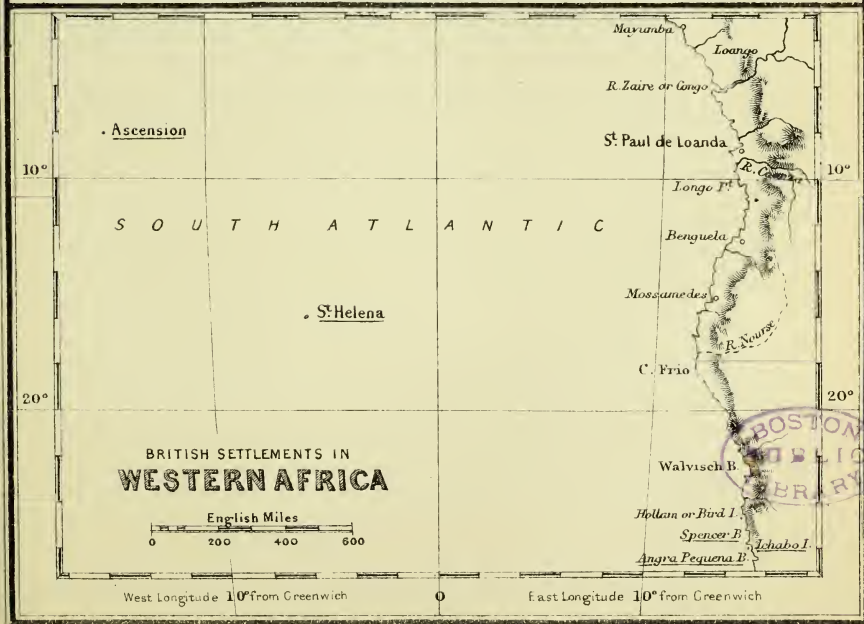 Mayumba
Loango
R. Zaire or Congo
Ascension
St. Paul de Loanda
10°
R. Coanza
10°
Longo Pt.
SOUTH ATLANTIC
Benguela
Mossamedes
St. Helena
R. Nourse
C. Frio
20°
20°
BOSTON
PUBLIC
LIBRARY
BRITISH SETTLEMENTS IN
WESTERN AFRICA
Walvisch B.
English Miles
0 200 400 600
Hollam or Bird I.
Spencer B
Ichabo I.
Angra Pequena B.
West Longitude 10° from Greenwich 0 East Longitude 10° from Greenwich